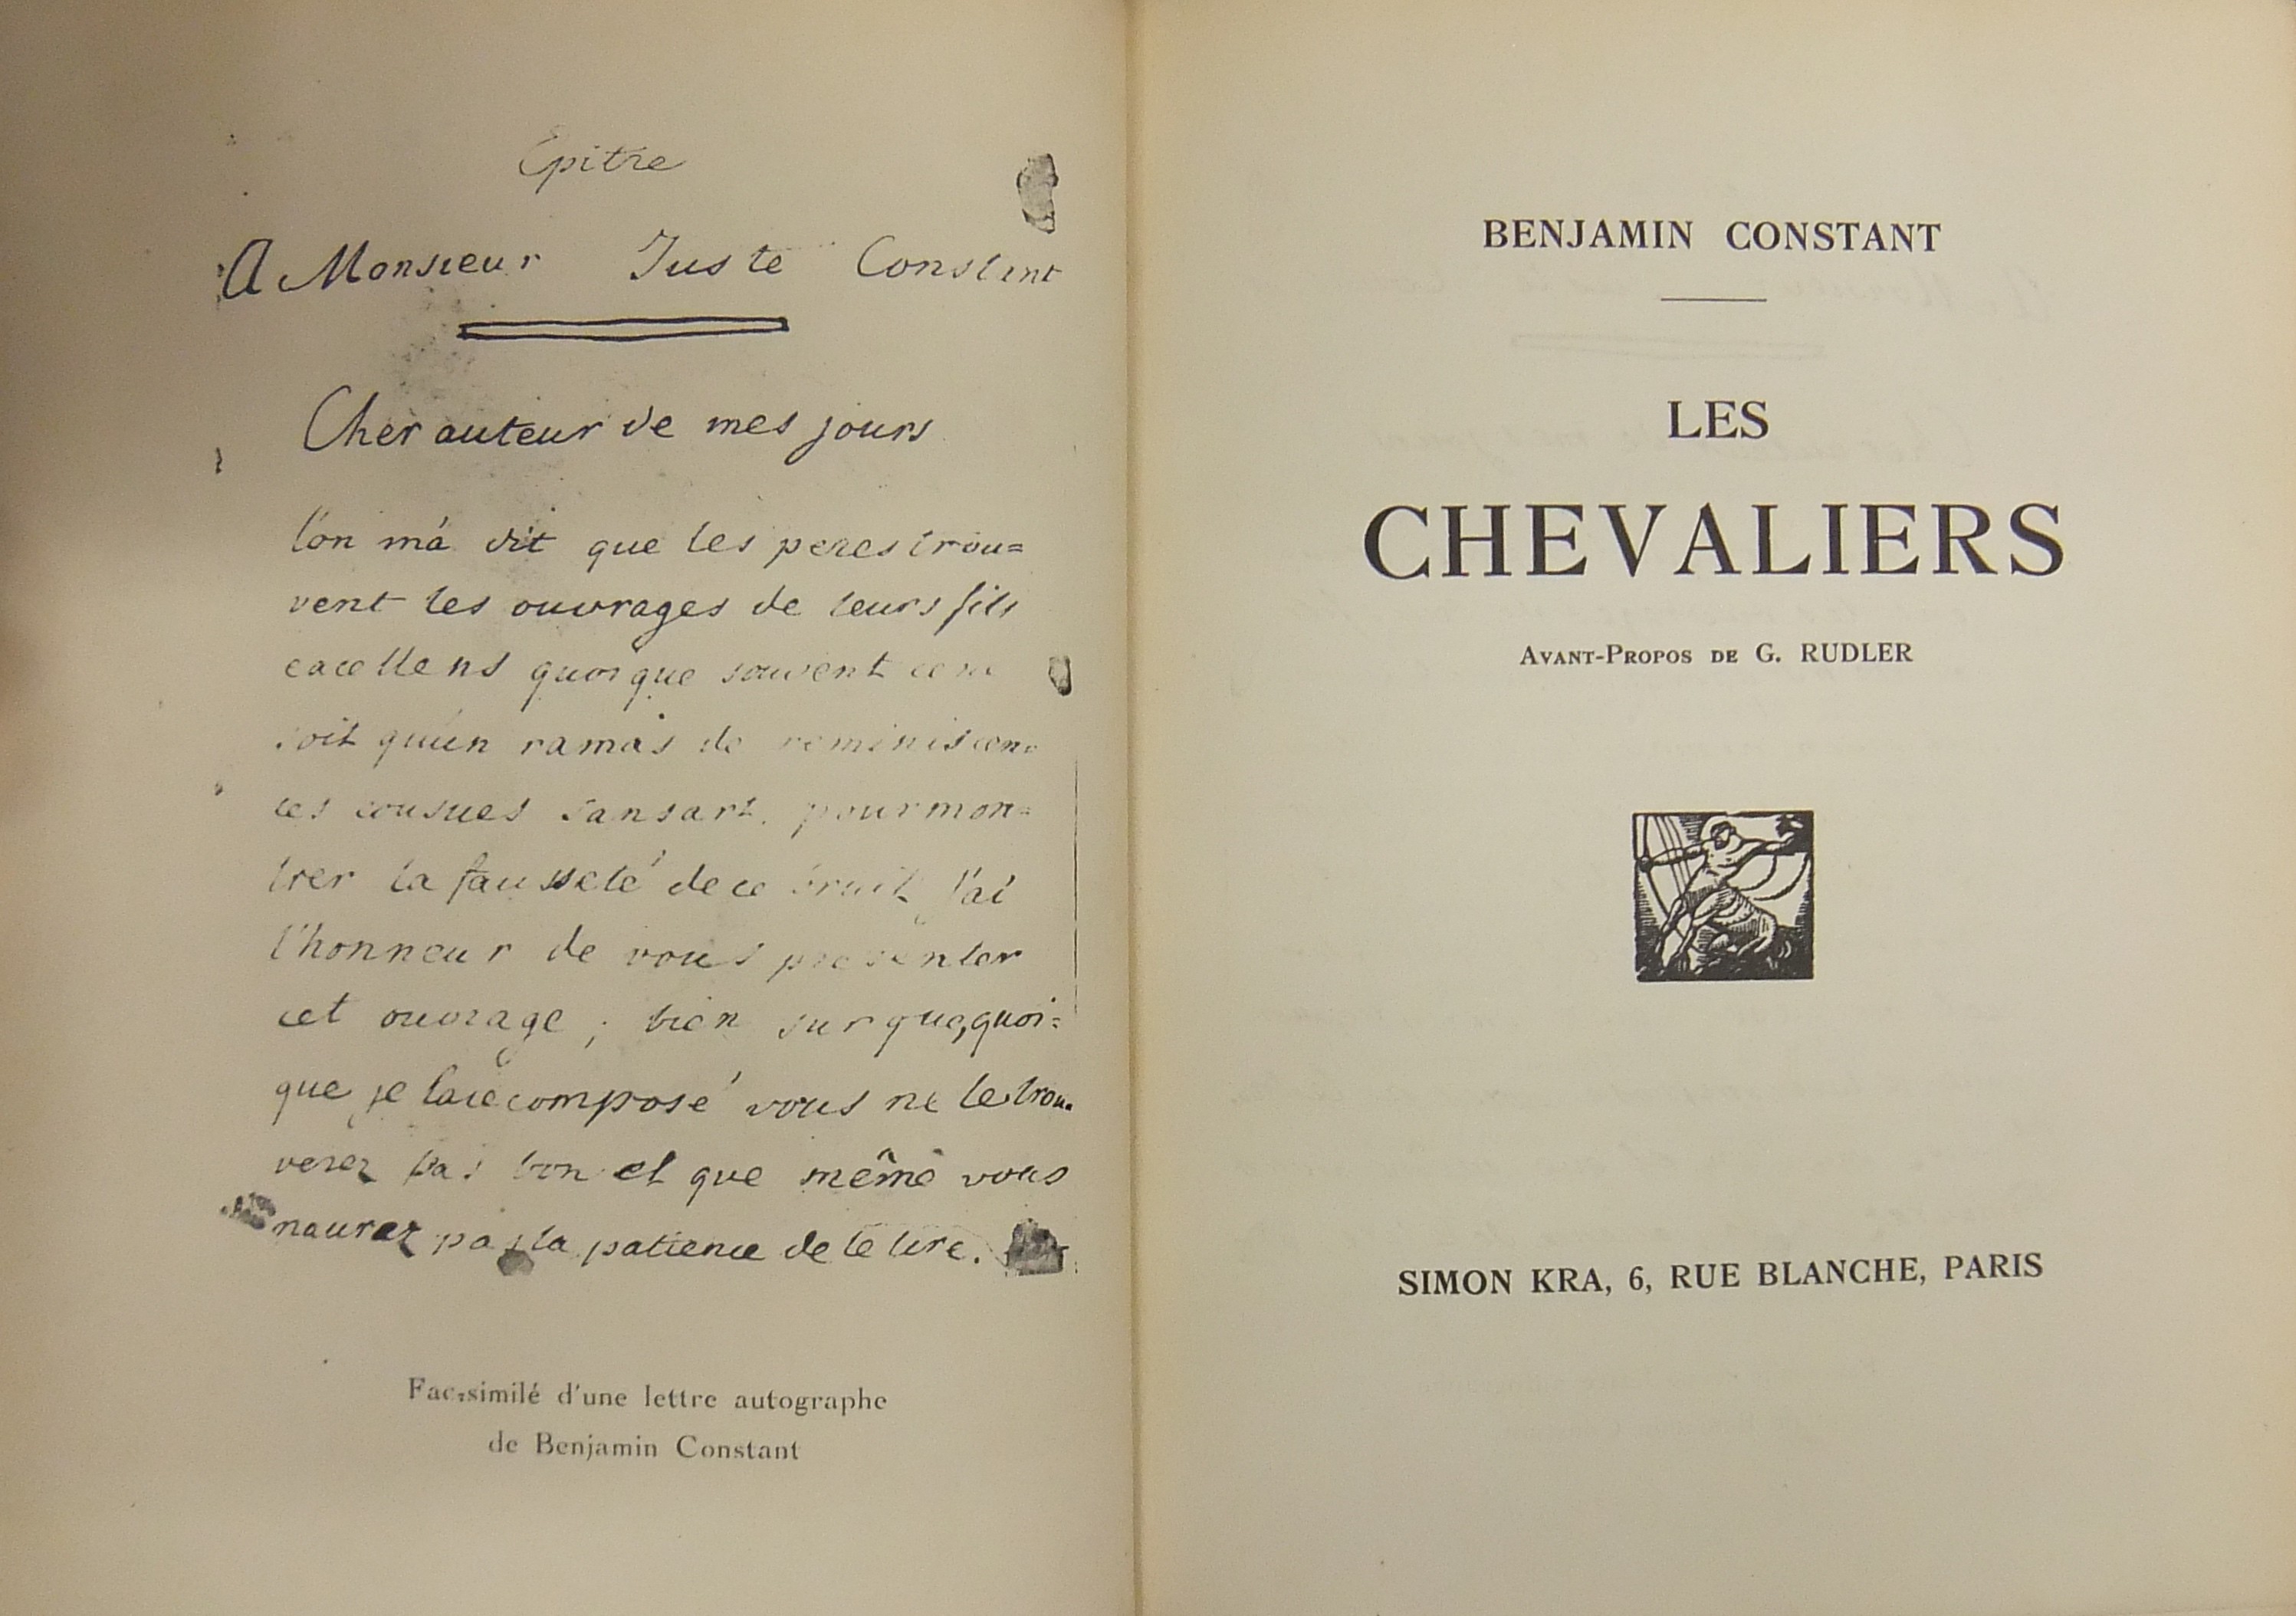 Epitre
A Monsieur Juste Constant
Cher auteur de mes jours
l'on m'a dit que les peres trou=
vent les ouvrages de leurs fils
excellens quoique souvent ce ne
soit qu'un ramas de reminiscen=
ces cousues sans art. pour mon=
trer la fausseté de ce bruit, J'ai
l'honneur de vous presenter
cet ouvrage; bien sur que, quoi=
que je l'aie composé vous ne le trou=
verez pas bon et que même vous
naurez pas la patience de le lire.
Fac-similé d'une lettre autographe
de Benjamin Constant
BENJAMIN CONSTANT
LES
CHEVALIERS
AVANT-PROPOS DE G. RUDLER
SIMON KRA, 6, RUE BLANCHE, PARIS